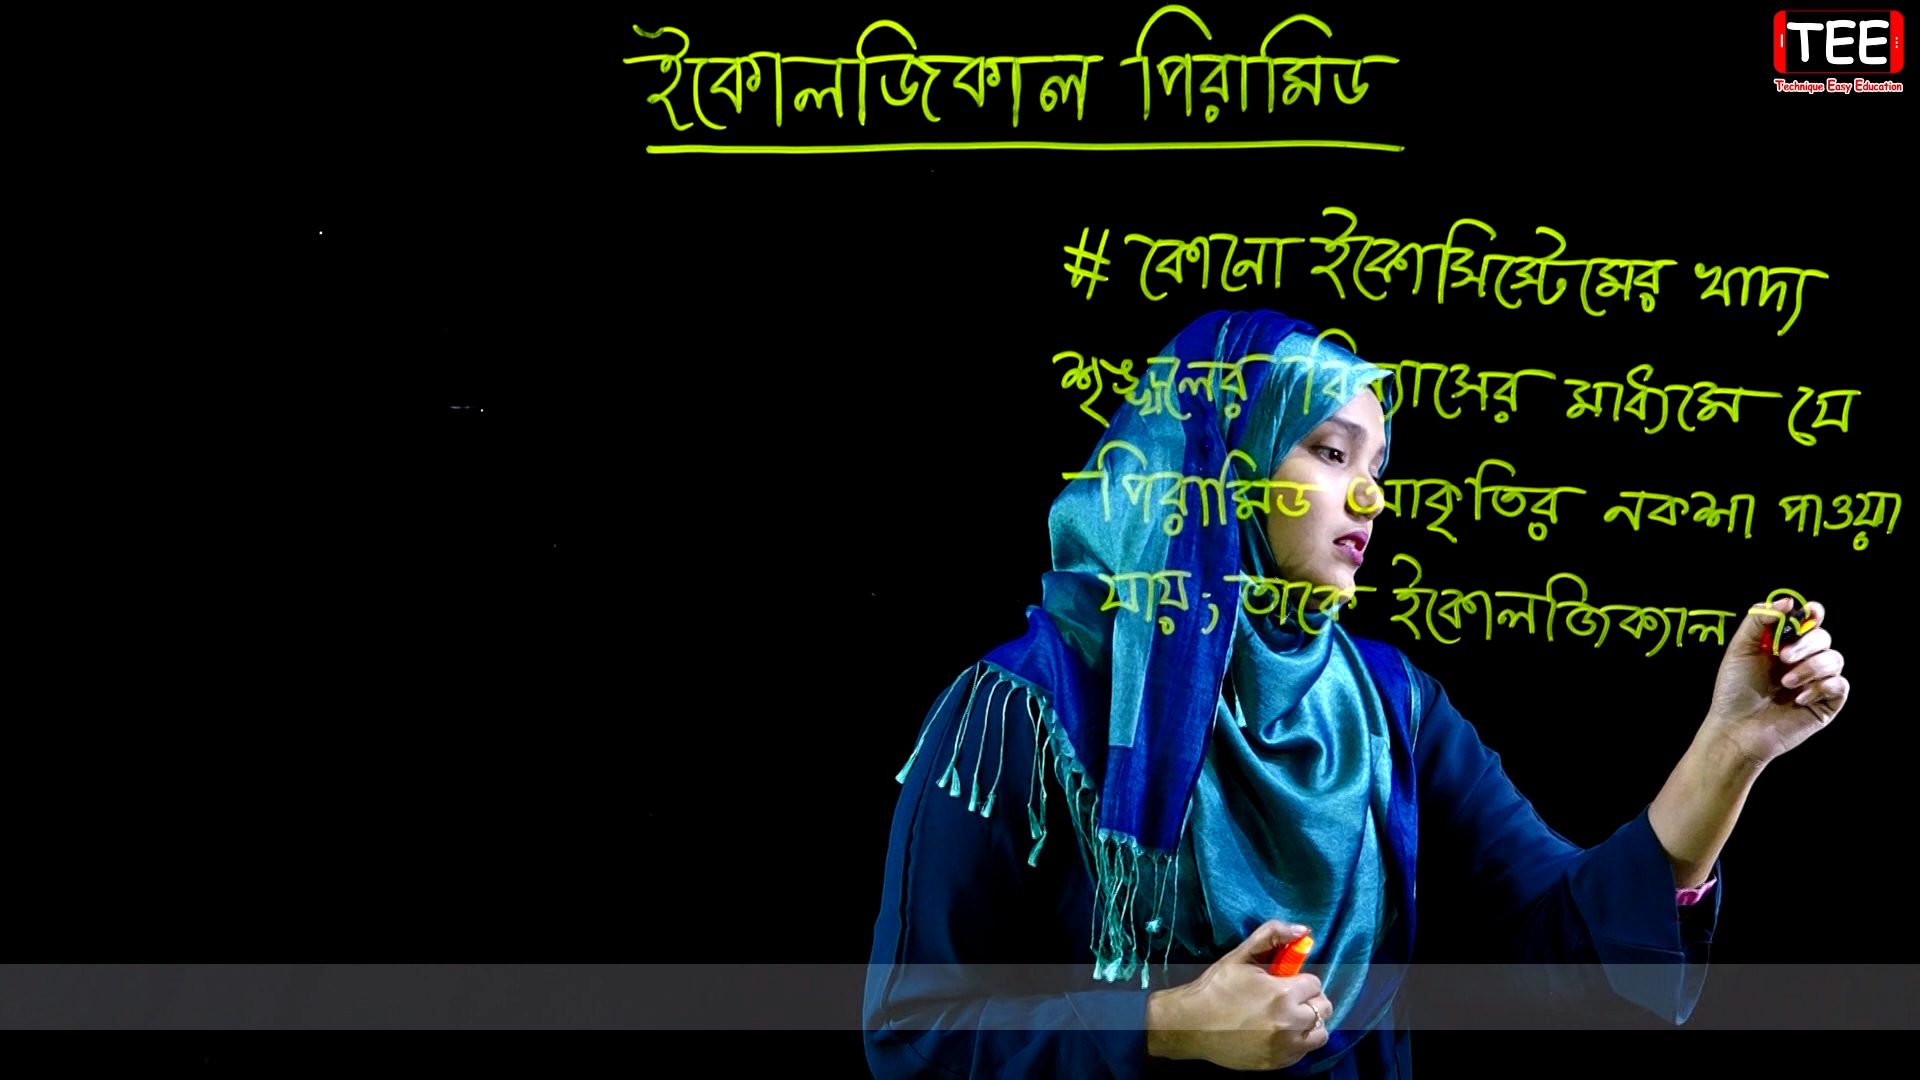 ইকোলজিকাল পিরামিড
TEE
Technique Easy Education
# কোনো ইকোসিস্টেমের খাদ্য
শৃঙ্খলের বিন্যাসের মাধ্যমে যে
পিরামিড আকৃতির নকশা পাওয়া
যায়, তাকে ইকোলজিক্যাল পি